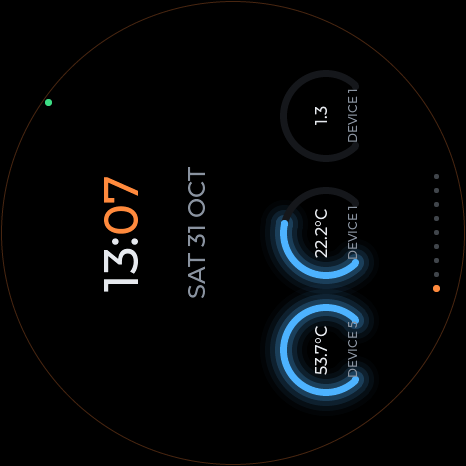 13:07
SAT 31 OCT
53.7°C
22.2°C
1.3
DEVICE 5
DEVICE 1
DEVICE 1